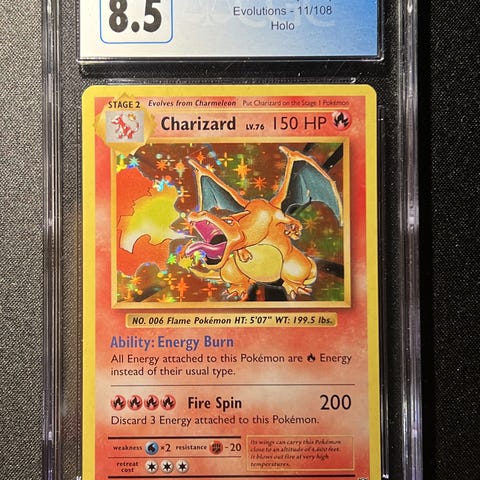 8.5
Evolutions - 11/108
Holo
STAGE 2 Evolves from Charmeleon Put Charizard on the Stage 1 Pokémon
Charizard LV.76 150 HP
NO. 006 Flame Pokémon HT: 5'07" WT: 199.5 lbs.
Ability: Energy Burn
All Energy attached to this Pokémon are Energy
instead of their usual type.
Fire Spin 200
Discard 3 Energy attached to this Pokémon.
weakness ×2 resistance -20
retreat
cost
Its wings can carry this Pokémon
close to an altitude of 4,600 feet.
It blows out fire at very high
temperatures.